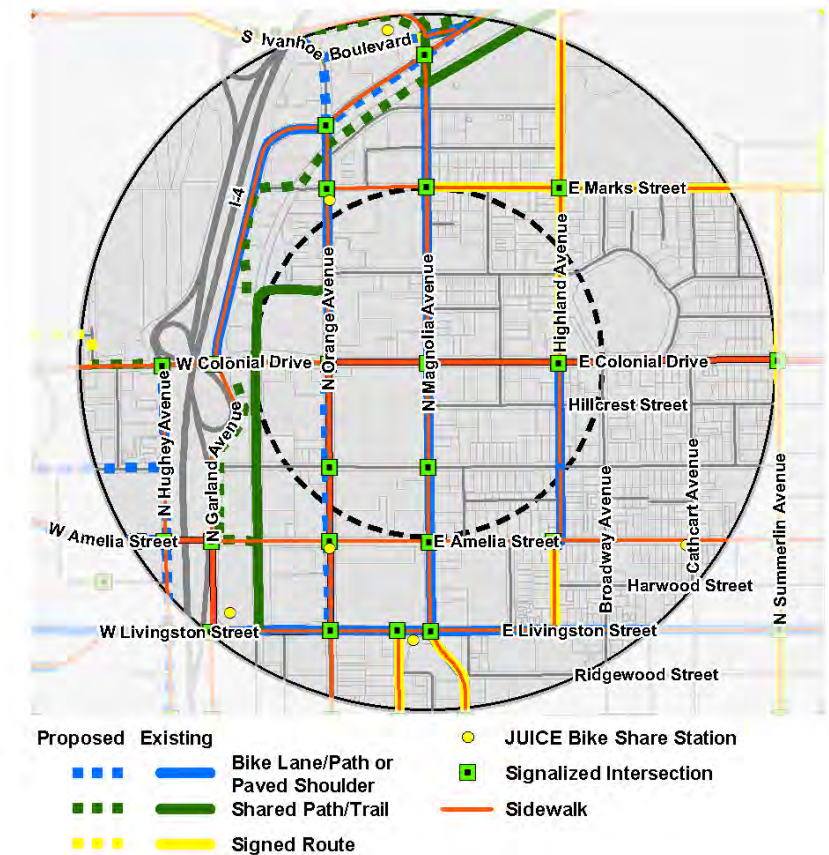 S Ivanhoe Boulevard
I-4
E Marks Street
N Orange Avenue
N Magnolia Avenue
Highland Avenue
W Colonial Drive
E Colonial Drive
Hillcrest Street
N Hughey Avenue
N Garland Avenue
Broadway Avenue
Cathcart Avenue
N Summerlin Avenue
W Amelia Street
E Amelia Street
Harwood Street
W Livingston Street
E Livingston Street
Ridgewood Street
Proposed Existing
Bike Lane/Path or
Paved Shoulder
Shared Path/Trail
Signed Route
JUICE Bike Share Station
Signalized Intersection
Sidewalk